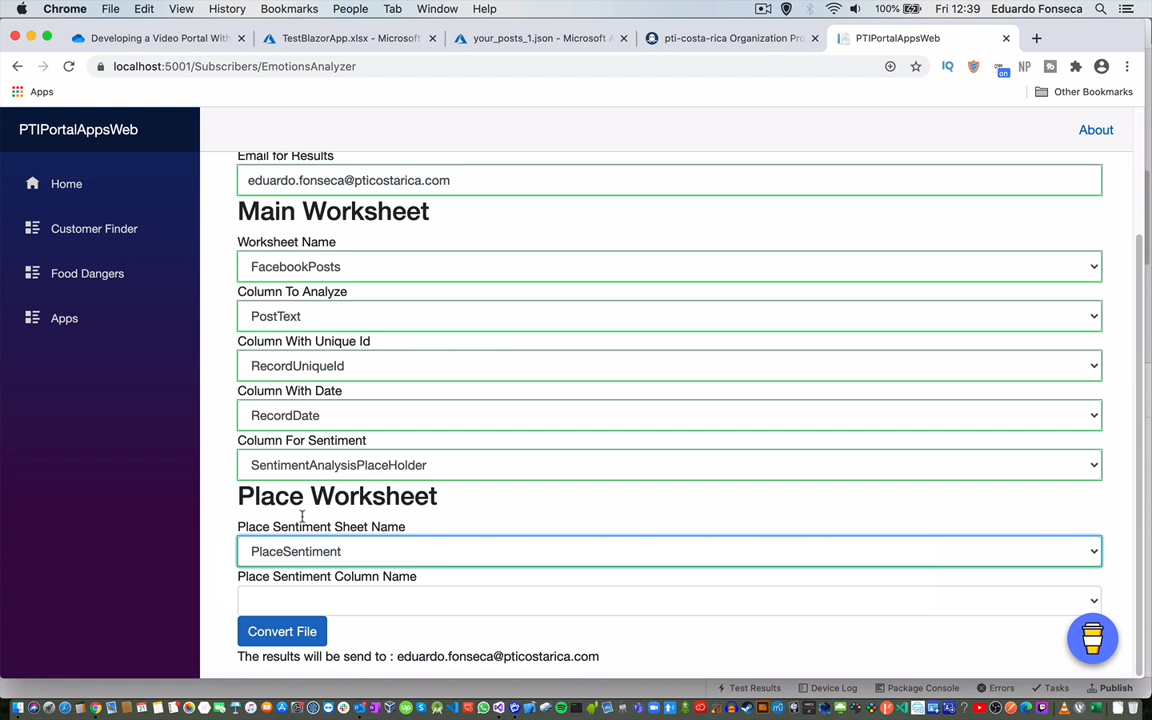 Chrome File Edit View History Bookmarks People Tab Window Help 100% Fri 12:39 Eduardo Fonseca
Developing a Video Portal With TestBlazorApp.xlsx - Microsoft your_posts_1.json - Microsoft A pti-costa-rica Organization Pro PTIPortalAppsWeb
localhost:5001/Subscribers/EmotionsAnalyzer IQ on NP
Apps Other Bookmarks
PTIPortalAppsWeb
About
Home
Customer Finder
Food Dangers
Apps
Email for Results
eduardo.fonseca@pticostarica.com
Main Worksheet
Worksheet Name
FacebookPosts
Column To Analyze
PostText
Column With Unique Id
RecordUniqueId
Column With Date
RecordDate
Column For Sentiment
SentimentAnalysisPlaceHolder
Place Worksheet
Place Sentiment Sheet Name
PlaceSentiment
Place Sentiment Column Name
Convert File
The results will be send to : eduardo.fonseca@pticostarica.com
Test Results Device Log Package Console Errors Tasks Publish